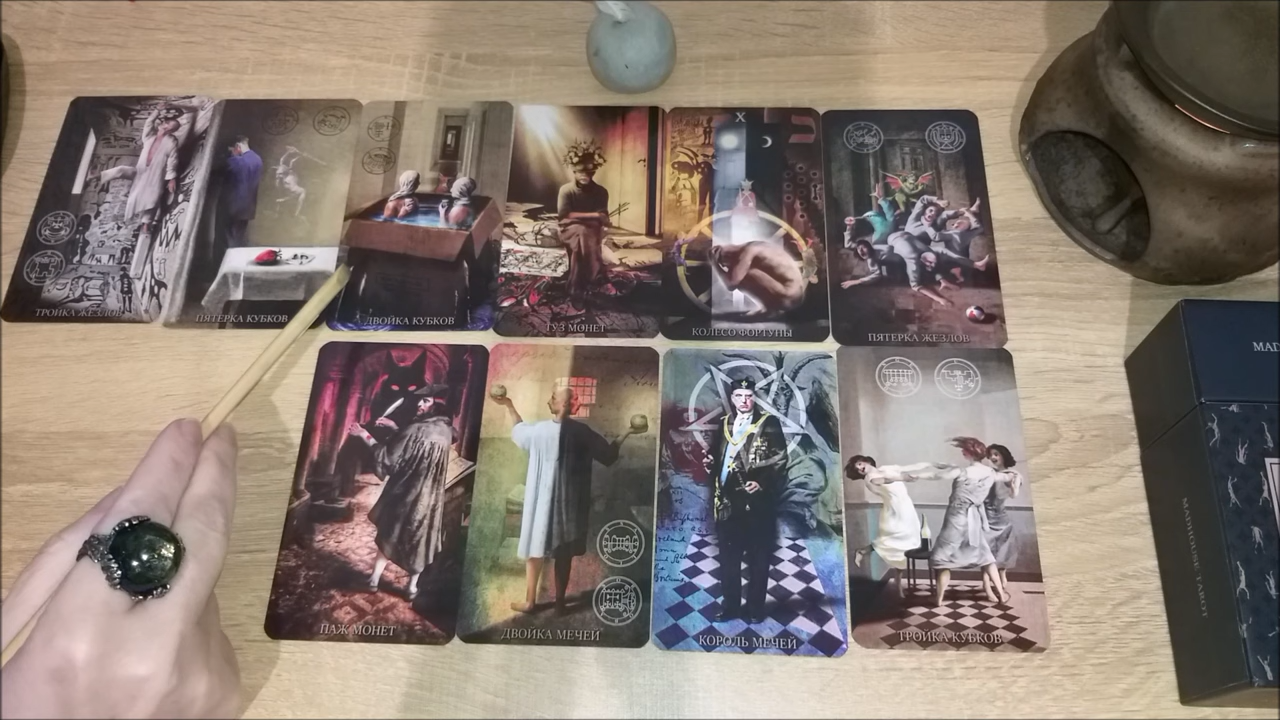 ТРОЙКА ЖЕЗЛОВ
ПЯТЕРКА КУБКОВ
ДВОЙКА КУБКОВ
ТУЗ МОНЕТ
X
КОЛЕСО ФОРТУНЫ
ПЯТЕРКА ЖЕЗЛОВ
ПАЖ МОНЕТ
ДВОЙКА МЕЧЕЙ
КОРОЛЬ МЕЧЕЙ
ТРОЙКА КУБКОВ
MAD
MADHOUSE TAROT